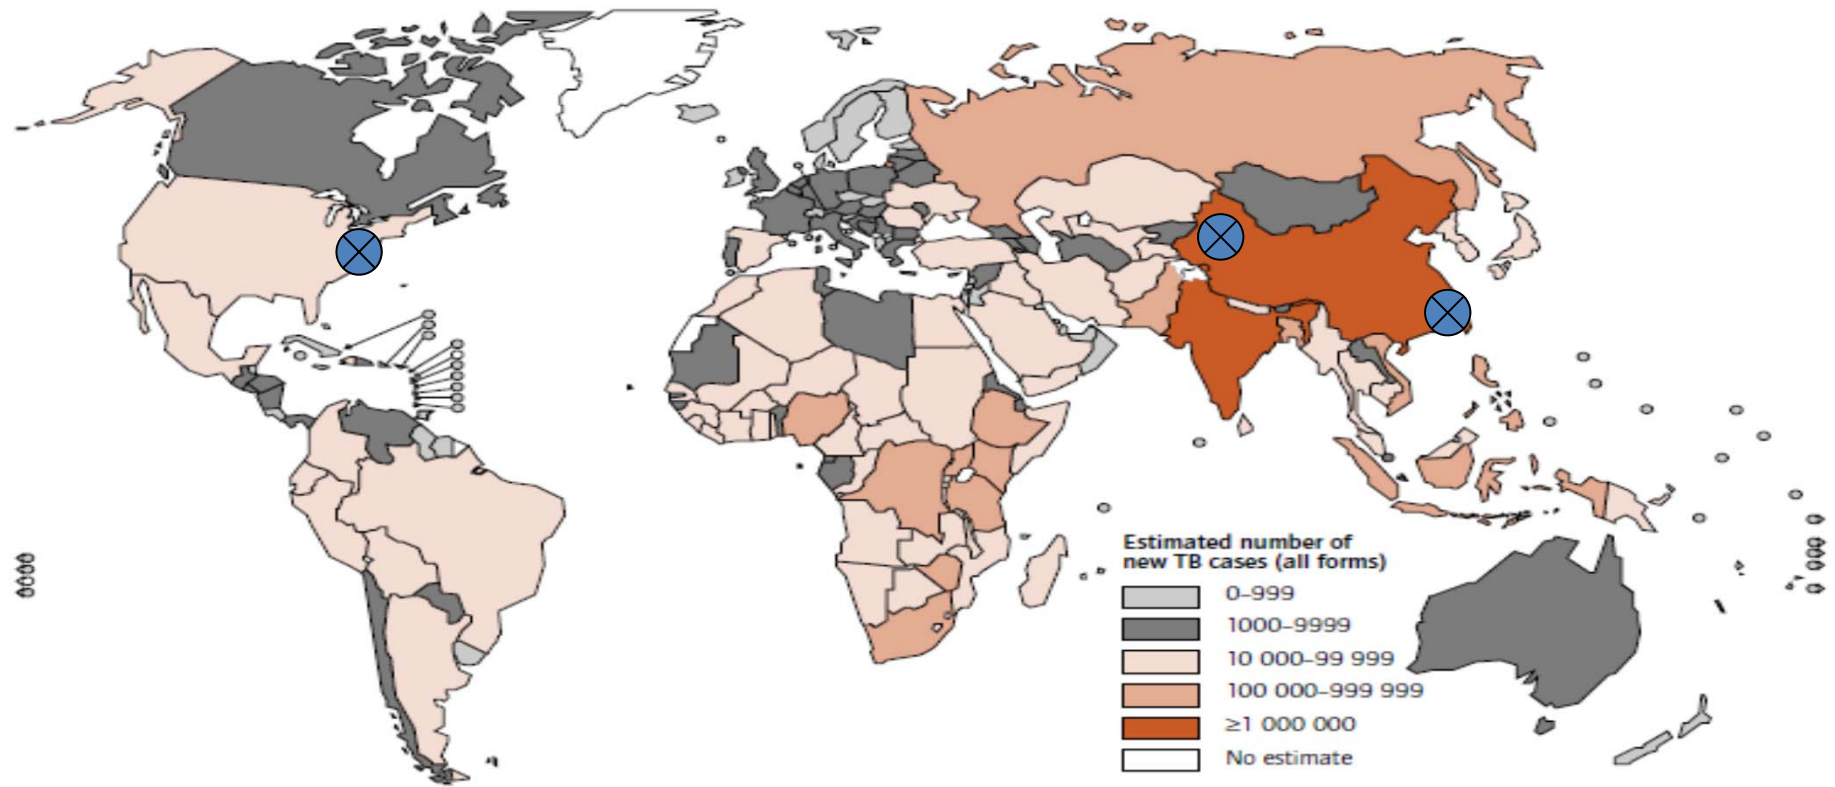 Estimated number of
new TB cases (all forms)
0–999
1000–9999
10 000–99 999
100 000–999 999
≥1 000 000
No estimate